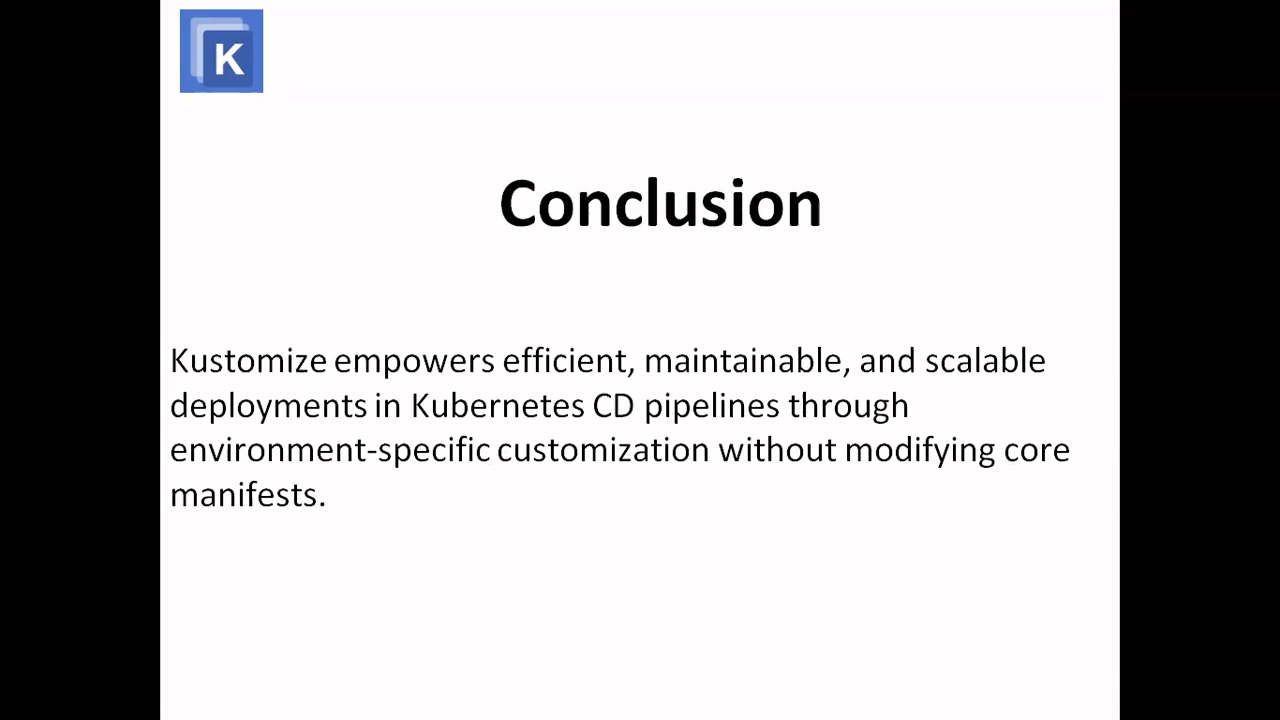 K
Conclusion
Kustomize empowers efficient, maintainable, and scalable
deployments in Kubernetes CD pipelines through
environment-specific customization without modifying core
manifests.